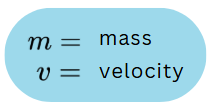 m = mass
v = velocity